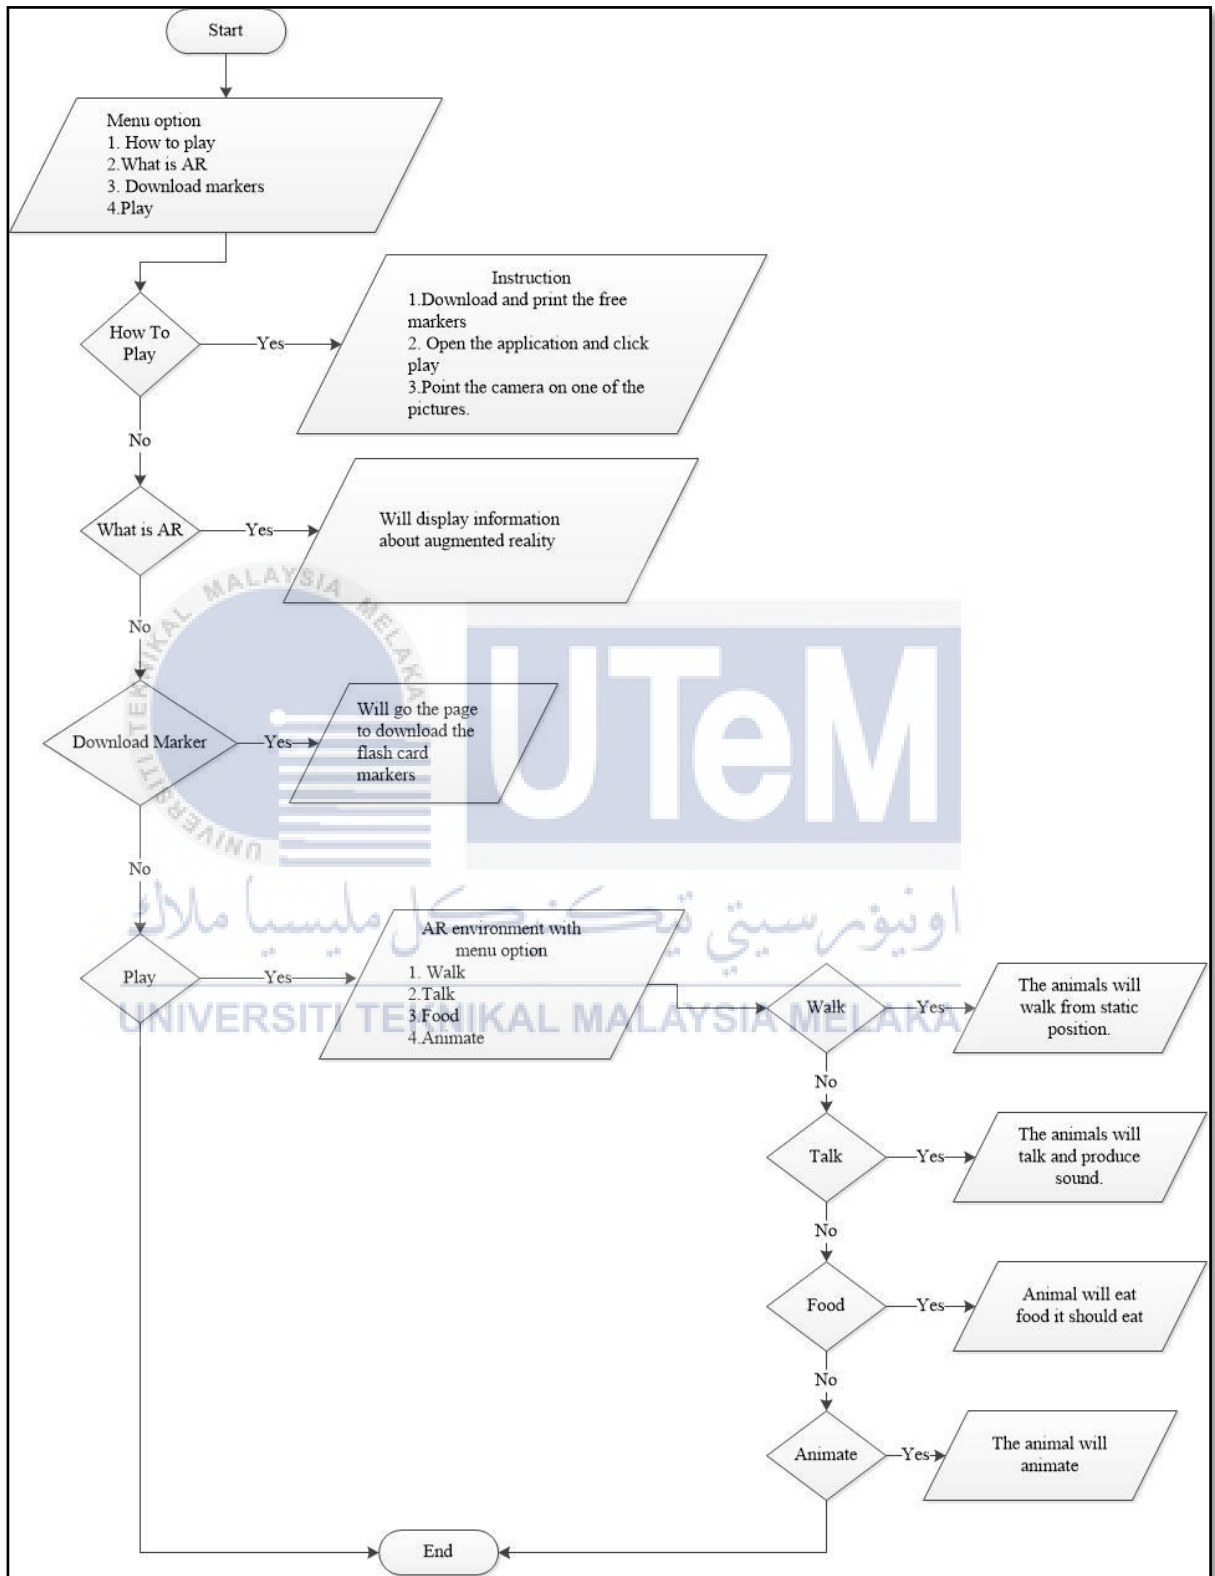 Start
Menu option
1. How to play
2.What is AR
3. Download markers
4.Play
How To
Play
Yes
Instruction
1.Download and print the free
markers
2. Open the application and click
play
3.Point the camera on one of the
pictures.
No
What is AR
Yes
Will display information
about augmented reality
No
Download Marker
Yes
Will go the page
to download the
flash card
markers
No
Play
Yes
AR environment with
menu option
1. Walk
2.Talk
3.Food
4.Animate
Walk
Yes
The animals will
walk from static
position.
No
Talk
Yes
The animals will
talk and produce
sound.
No
Food
Yes
Animal will eat
food it should eat
No
Animate
Yes
The animal will
animate
End
UNIVERSITI TEKNIKAL MALAYSIA MELAKA
UTeM
اونيۏرسيتي تيكنيكل مليسيا ملاك
UNIVERSITI TEKNIKAL MALAYSIA MELAKA